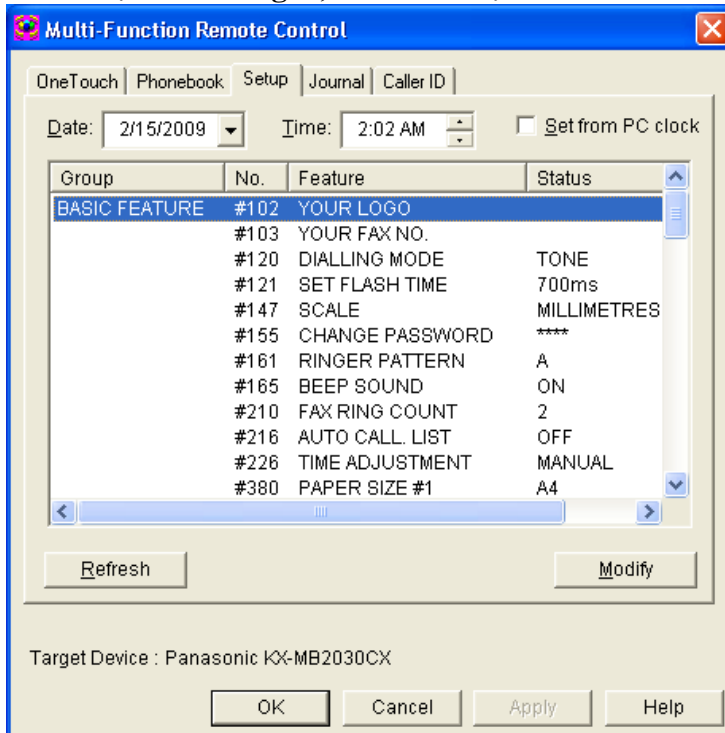 Multi-Function Remote Control
OneTouch Phonebook Setup Journal Caller ID
Date: 2/15/2009 Time: 2:02 AM Set from PC clock
Group No. Feature Status
BASIC FEATURE #102 YOUR LOGO
#103 YOUR FAX NO.
#120 DIALLING MODE TONE
#121 SET FLASH TIME 700ms
#147 SCALE MILLIMETRES
#155 CHANGE PASSWORD ****
#161 RINGER PATTERN A
#165 BEEP SOUND ON
#210 FAX RING COUNT 2
#216 AUTO CALL. LIST OFF
#226 TIME ADJUSTMENT MANUAL
#380 PAPER SIZE #1 A4
Refresh Modify
Target Device : Panasonic KX-MB2030CX
OK Cancel Apply Help